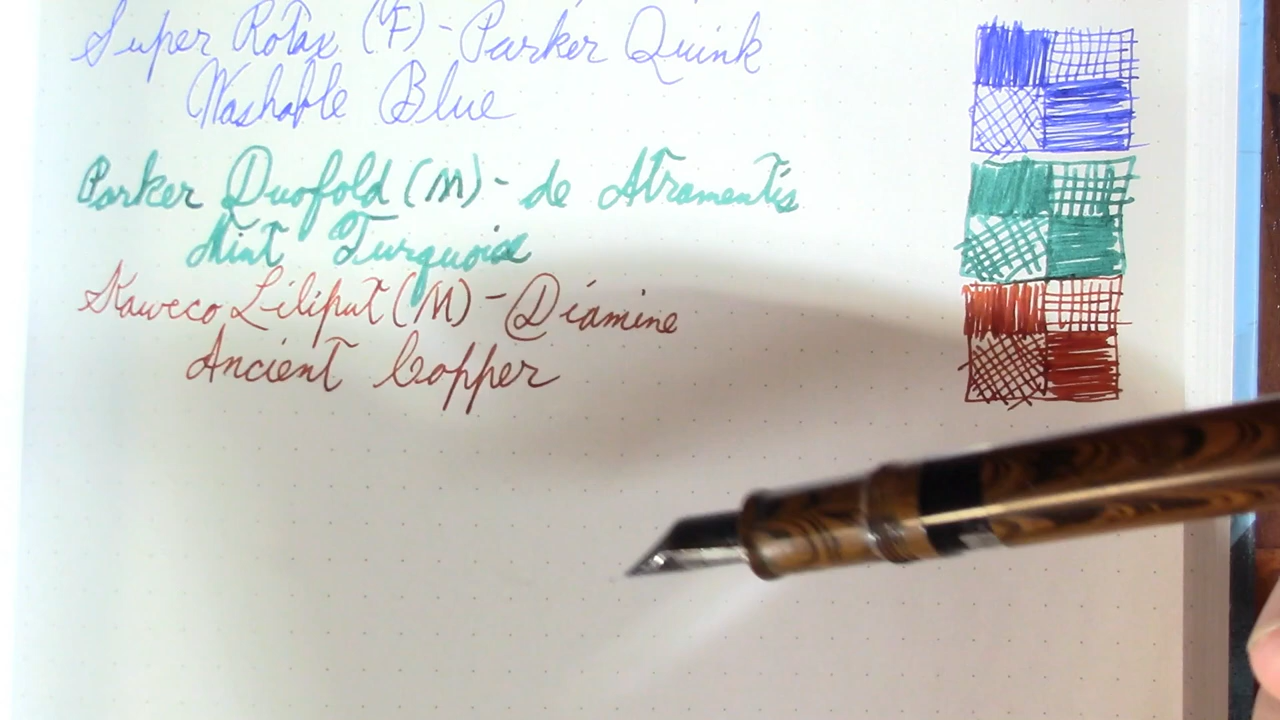 Super Rotax (F) - Parker Quink
Washable Blue
Parker Duofold (M) - de Atramentis
Mint Turquoise
Kaweco Liliput (M) - Diamine
Ancient Copper